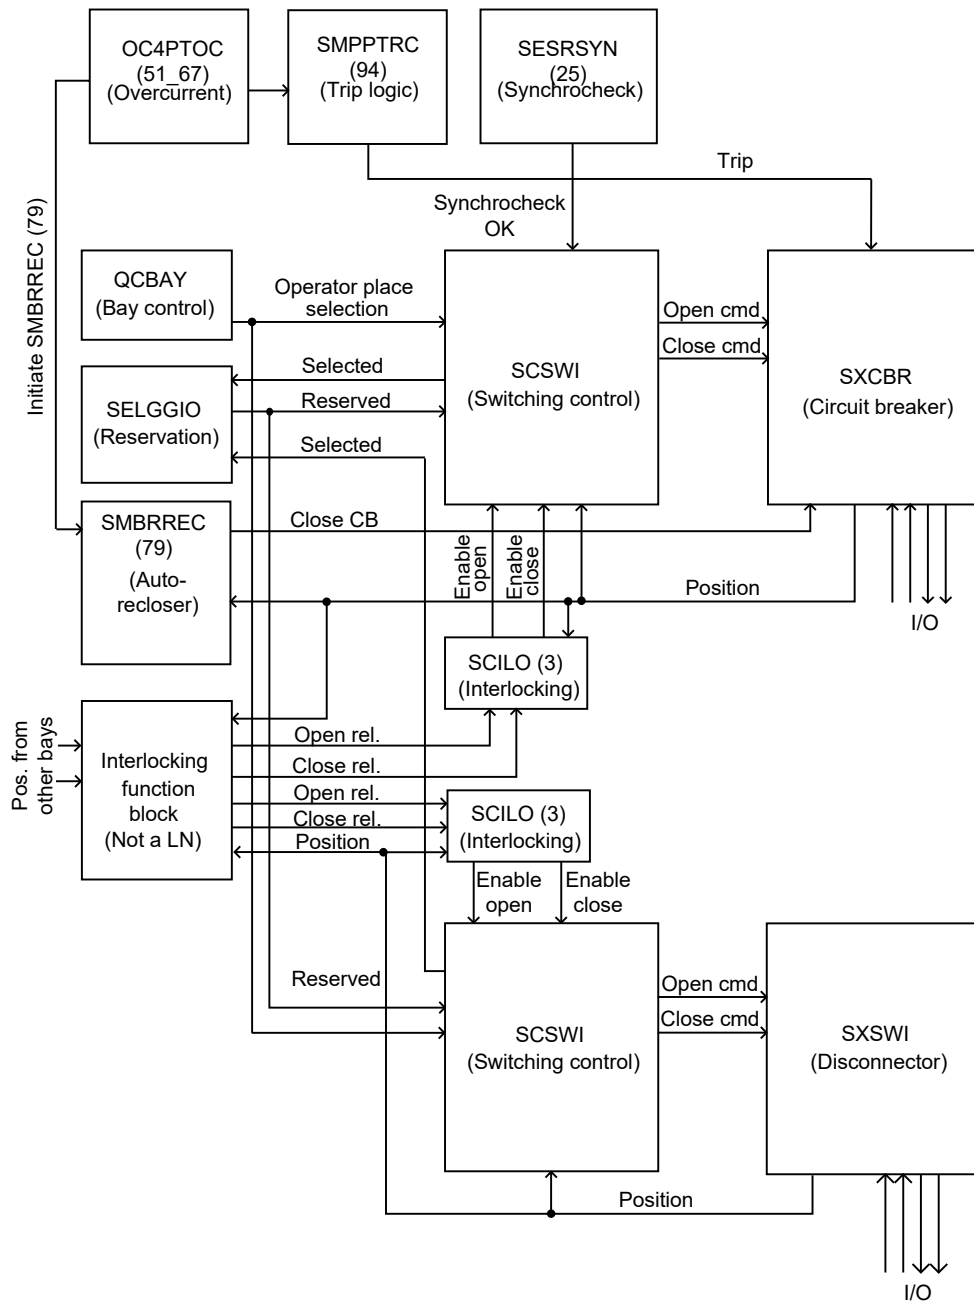 OC4PTOC
(51_67)
(Overcurrent)
SMPPTRC
(94)
(Trip logic)
SESRSYN
(25)
(Synchrocheck)
Trip
Synchrocheck
OK
Initiate SMBRREC (79)
QCBAY
(Bay control)
Operator place
selection
Open cmd
Close cmd
SCSWI
(Switching control)
SXCBR
(Circuit breaker)
Selected
SELGGIO
(Reservation)
Reserved
Selected
SMBRREC
(79)
(Auto-
recloser)
Close CB
Enable
open
Enable
close
Position
I/O
SCILO (3)
(Interlocking)
Pos. from
other bays
Interlocking
function
block
(Not a LN)
Open rel.
Close rel.
Open rel.
Close rel.
Position
SCILO (3)
(Interlocking)
Enable
open
Enable
close
Reserved
SCSWI
(Switching control)
Open cmd
Close cmd
SXSWI
(Disconnector)
Position
I/O